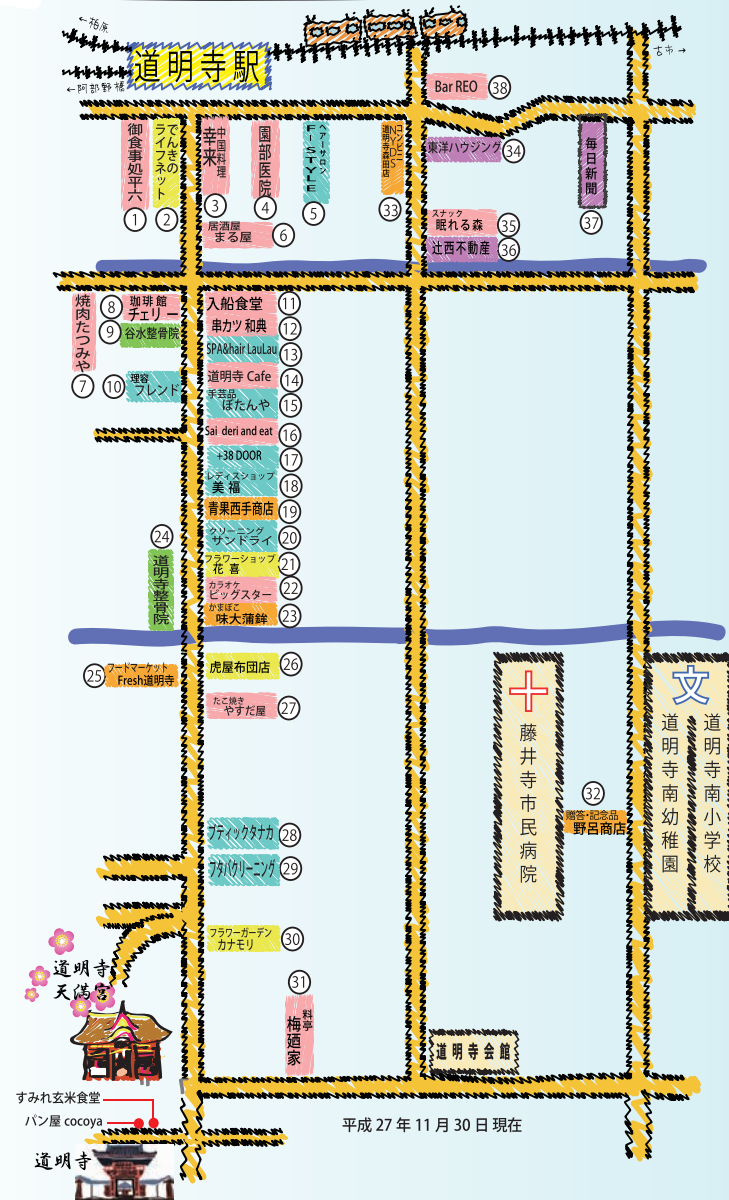 ←柏原
道明寺駅
←阿部野橋
古市→
Bar REO
38
御食事処平六
1
でんきの
ライフネット
2
中国料理
幸来
3
園部医院
4
ヘアーサロン
F-STYLE
5
居酒屋
まる屋
6
コンビニ
NYDS
道明寺森田店
33
東洋ハウジング
34
スナック
眠れる森
35
辻西不動産
36
毎日新聞
37
焼肉たつみや
7
珈琲館
チェリー
8
谷水整骨院
9
理容
フレンド
10
入船食堂
11
串カツ 和典
12
SPA&hair LauLau
13
道明寺 Cafe
14
手芸品
ぼたんや
15
Sai deri and eat
16
+38 DOOR
17
レディスショップ
美福
18
青果西手商店
19
クリーニング
サンドライ
20
フラワーショップ
花喜
21
カラオケ
ビッグスター
22
かまぼこ
味大蒲鉾
23
24
道明寺整骨院
25
フードマーケット
Fresh道明寺
虎屋布団店
26
たこ焼き
やすだ屋
27
ブティックタナカ
28
フタバクリーニング
29
フラワーガーデン
カナモリ
30
31
料亭
梅廼家
藤井寺市民病院
32
贈答・記念品
野呂商店
文
道明寺南小学校
道明寺南幼稚園
道明寺
天満宮
道明寺会館
すみれ玄米食堂
パン屋 cocoya
道明寺
平成 27 年 11 月 30 日 現在